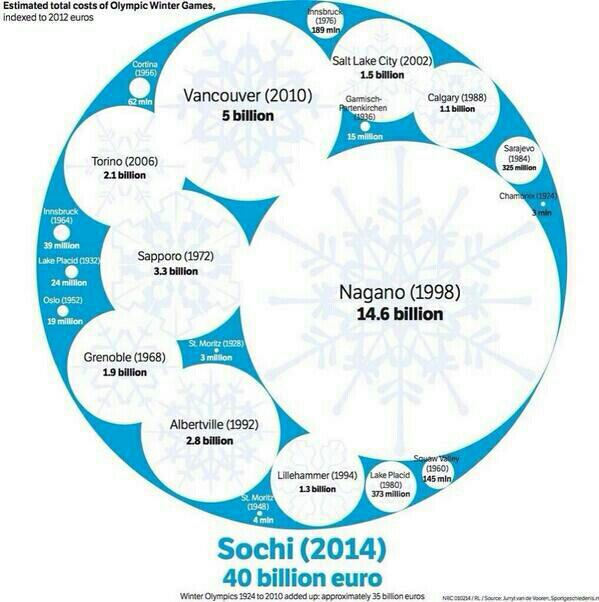 Estimated total costs of Olympic Winter Games,
indexed to 2012 euros
Innsbruck
(1976)
189 mln
Salt Lake City (2002)
1.5 billion
Cortina
(1956)
62 mln
Vancouver (2010)
5 billion
Garmisch-
Partenkirchen
(1936)
15 million
Calgary (1988)
1.1 billion
Torino (2006)
2.1 billion
Sarajevo
(1984)
325 million
Chamonix (1924)
3 mln
Innsbruck
(1964)
39 million
Lake Placid (1932)
24 million
Sapporo (1972)
3.3 billion
Nagano (1998)
14.6 billion
Oslo (1952)
19 million
St. Moritz (1928)
3 million
Grenoble (1968)
1.9 billion
Albertville (1992)
2.8 billion
Squaw Valley
(1960)
145 mln
Lillehammer (1994)
1.3 billion
Lake Placid
(1980)
373 million
St. Moritz
(1948)
4 mln
Sochi (2014)
40 billion euro
Winter Olympics 1924 to 2010 added up: approximately 35 billion euros
NRC 010214 / RL / Source: Jurryt van de Vooren, Sportgeschiedenis.n